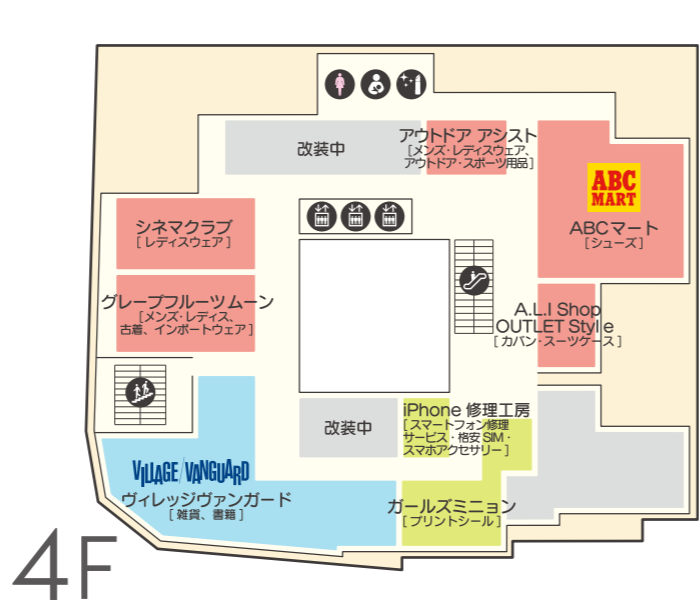 改装中
アウトドア アシスト
[メンズ・レディスウェア、
アウトドア・スポーツ用品]
ABC
MART
ABCマート
[シューズ]
シネマクラブ
[レディスウェア]
グレープフルーツムーン
[メンズ・レディス、
古着、インポートウェア]
A.L.I Shop
OUTLET Style
[カバン・スーツケース]
改装中
iPhone 修理工房
[スマートフォン修理
サービス・格安 SIM・
スマホアクセサリー]
VILLAGE/VANGUARD
ヴィレッジヴァンガード
[雑貨、書籍]
ガールズミニョン
[プリントシール]
4F